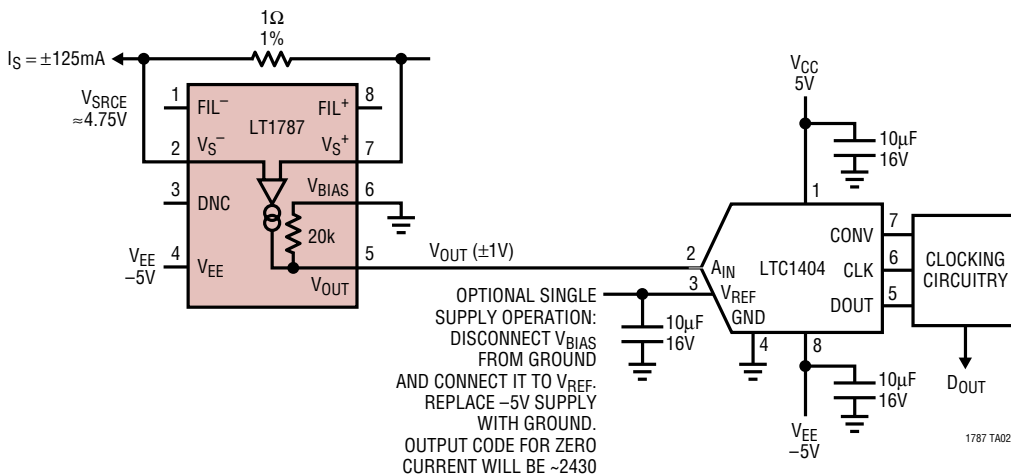 1Ω
1%
I_S = ±125mA
V_SRCE
≈4.75V
1
FIL⁻
FIL⁺
8
LT1787
2
V_S⁻
V_S⁺
7
3
DNC
V_BIAS
6
20k
V_EE
–5V
4
V_EE
V_OUT
5
V_OUT (±1V)
V_CC
5V
10µF
16V
1
2
A_IN
3
V_REF
GND
LTC1404
CONV
7
CLK
6
DOUT
5
4
8
CLOCKING
CIRCUITRY
D_OUT
10µF
16V
10µF
16V
V_EE
–5V
OPTIONAL SINGLE
SUPPLY OPERATION:
DISCONNECT V_BIAS
FROM GROUND
AND CONNECT IT TO V_REF.
REPLACE –5V SUPPLY
WITH GROUND.
OUTPUT CODE FOR ZERO
CURRENT WILL BE ~2430
1787 TA02